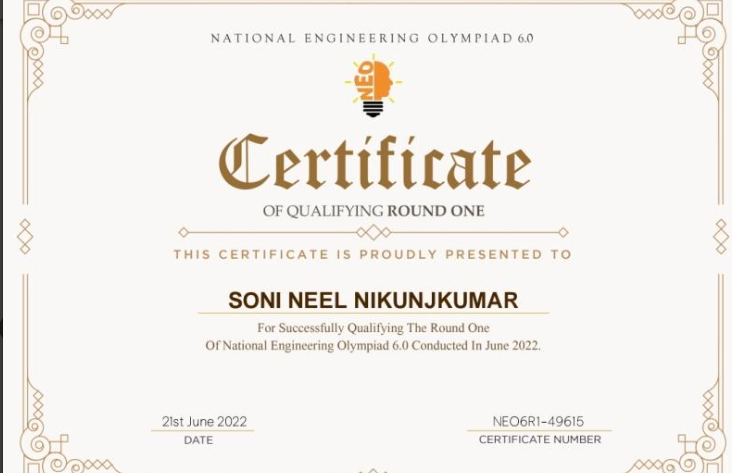 NATIONAL ENGINEERING OLYMPIAD 6.0
NEO
Certificate
OF QUALIFYING ROUND ONE
THIS CERTIFICATE IS PROUDLY PRESENTED TO
SONI NEEL NIKUNJKUMAR
For Successfully Qualifying The Round One
Of National Engineering Olympiad 6.0 Conducted In June 2022.
21st June 2022
DATE
NEO6R1-49615
CERTIFICATE NUMBER